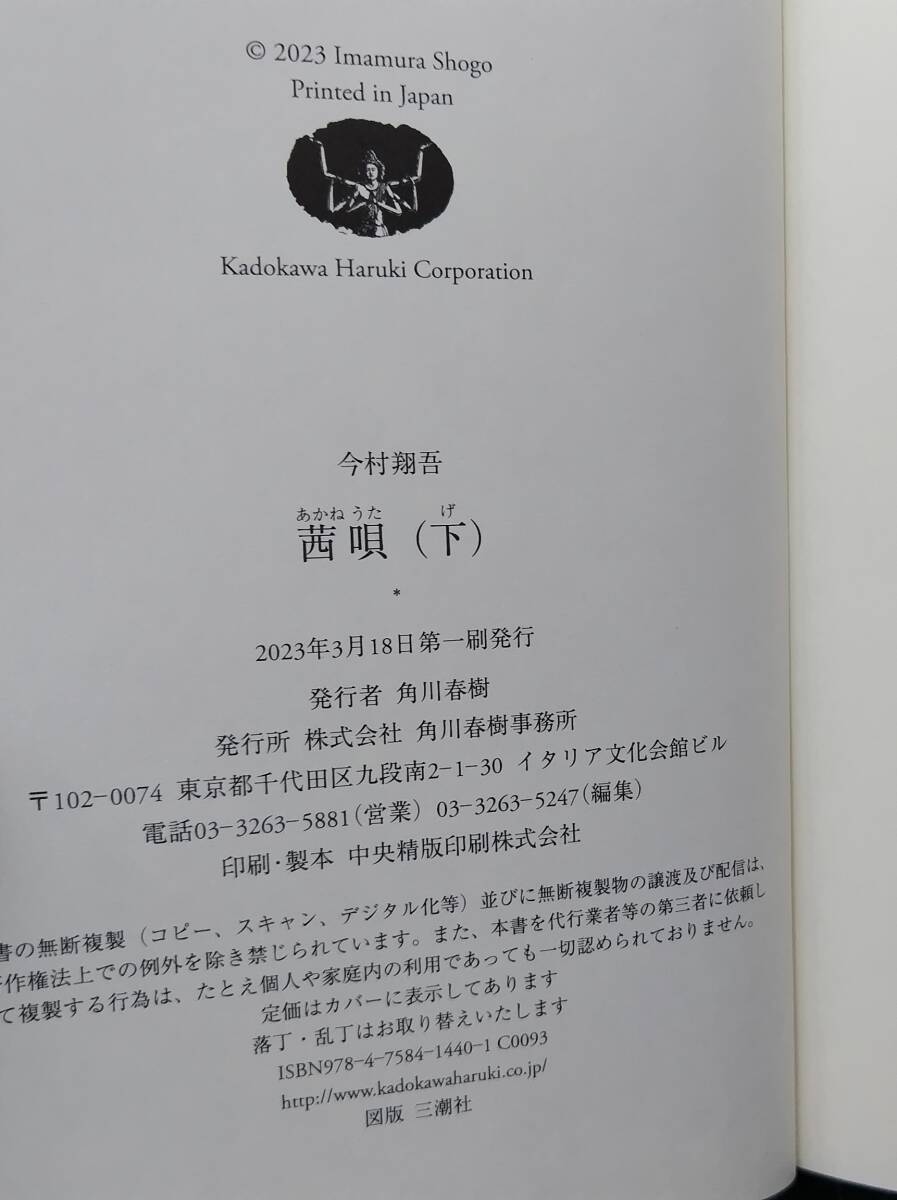 © 2023 Imamura Shogo
Printed in Japan
Kadokawa Haruki Corporation
今村翔吾
あかねうた げ
茜唄(下)
*
2023年3月18日第一刷発行
発行者 角川春樹
発行所 株式会社 角川春樹事務所
〒102-0074 東京都千代田区九段南2-1-30 イタリア文化会館ビル
電話03-3263-5881(営業) 03-3263-5247(編集)
印刷・製本 中央精版印刷株式会社
書の無断複製(コピー、スキャン、デジタル化等)並びに無断複製物の譲渡及び配信は、
作権法上での例外を除き禁じられています。また、本書を代行業者等の第三者に依頼し
て複製する行為は、たとえ個人や家庭内の利用であっても一切認められておりません。
定価はカバーに表示してあります
落丁・乱丁はお取り替えいたします
ISBN978-4-7584-1440-1 C0093
http://www.kadokawaharuki.co.jp/
図版 三潮社